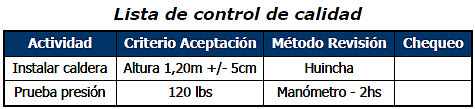 Lista de control de calidad
Actividad Criterio Aceptación Método Revisión Chequeo
Instalar caldera Altura 1,20m +/- 5cm Huincha
Prueba presión 120 lbs Manómetro - 2hs